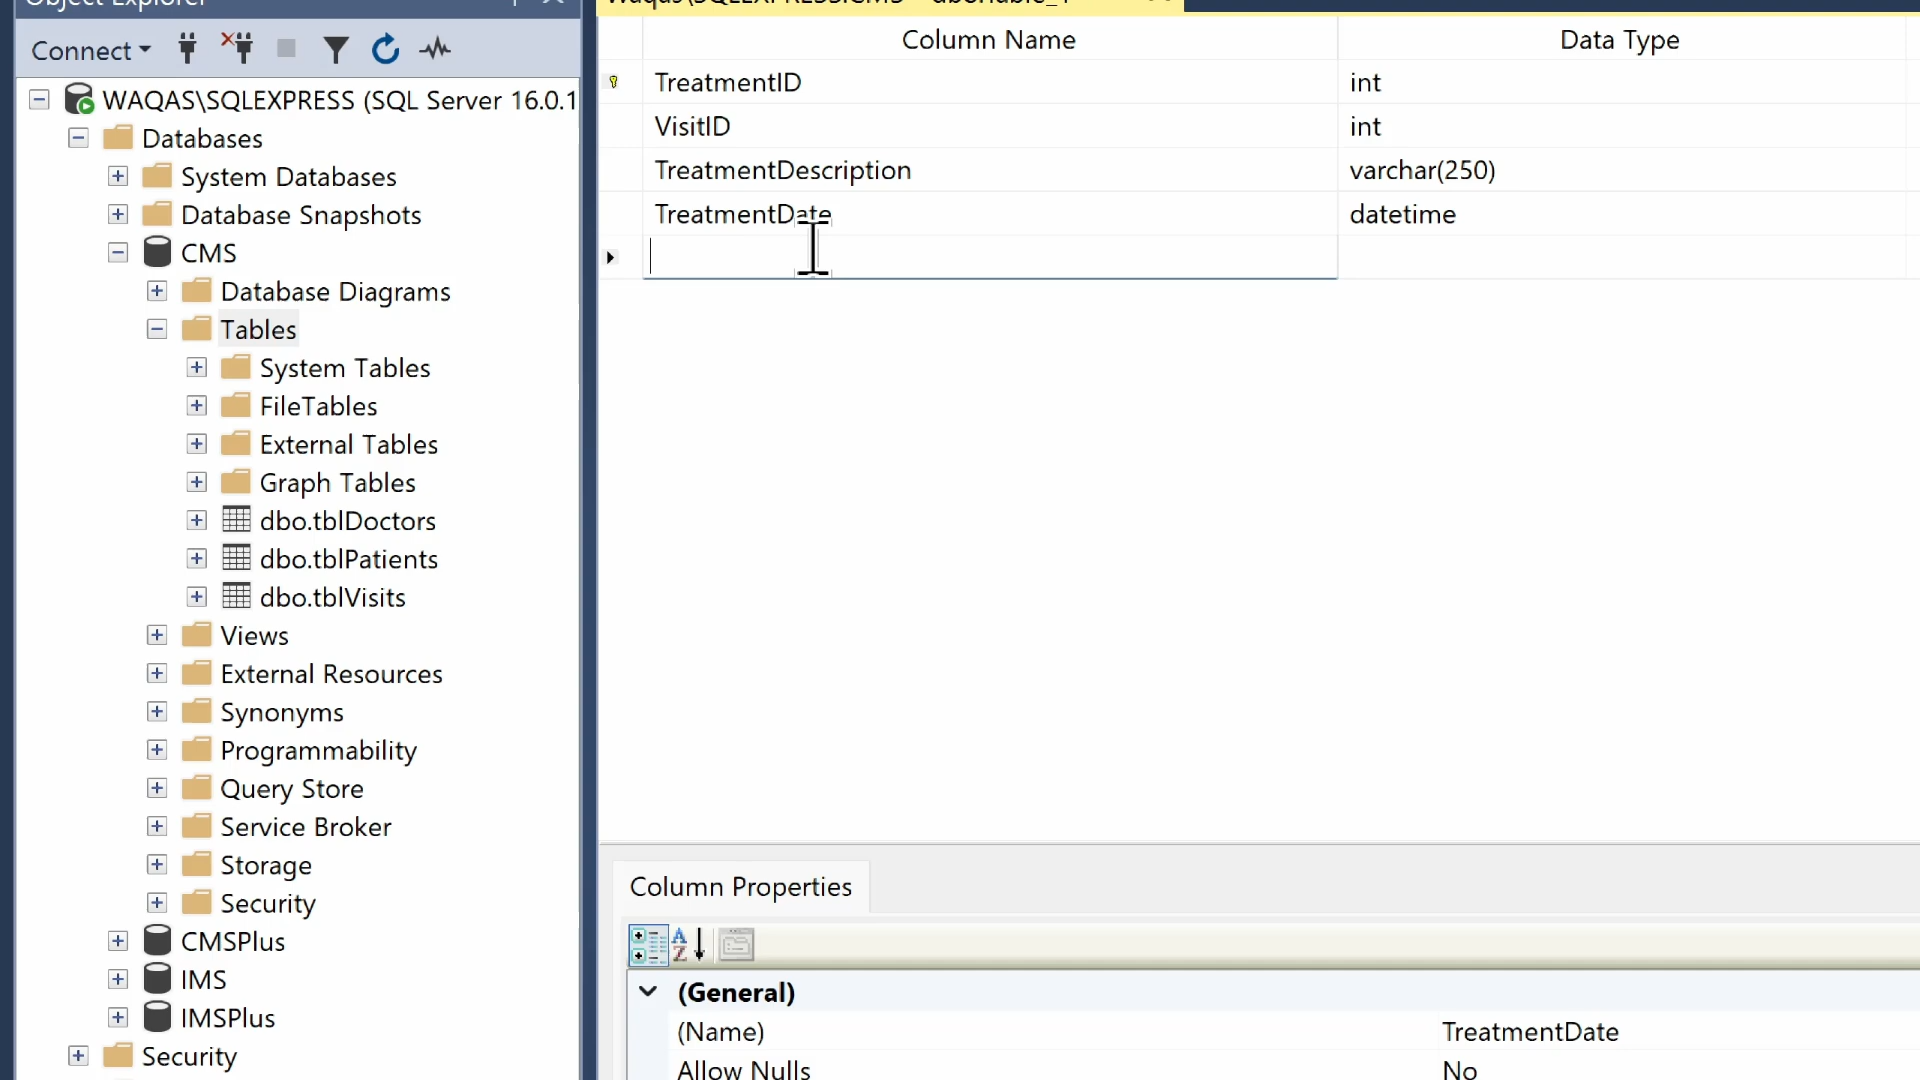 Object Explorer
Connect
WAQAS\SQLEXPRESS (SQL Server 16.0.1
Databases
System Databases
Database Snapshots
CMS
Database Diagrams
Tables
System Tables
FileTables
External Tables
Graph Tables
dbo.tblDoctors
dbo.tblPatients
dbo.tblVisits
Views
External Resources
Synonyms
Programmability
Query Store
Service Broker
Storage
Security
CMSPlus
IMS
IMSPlus
Security
Column Name Data Type
TreatmentID int
VisitID int
TreatmentDescription varchar(250)
TreatmentDate datetime
Column Properties
(General)
(Name) TreatmentDate
Allow Nulls No